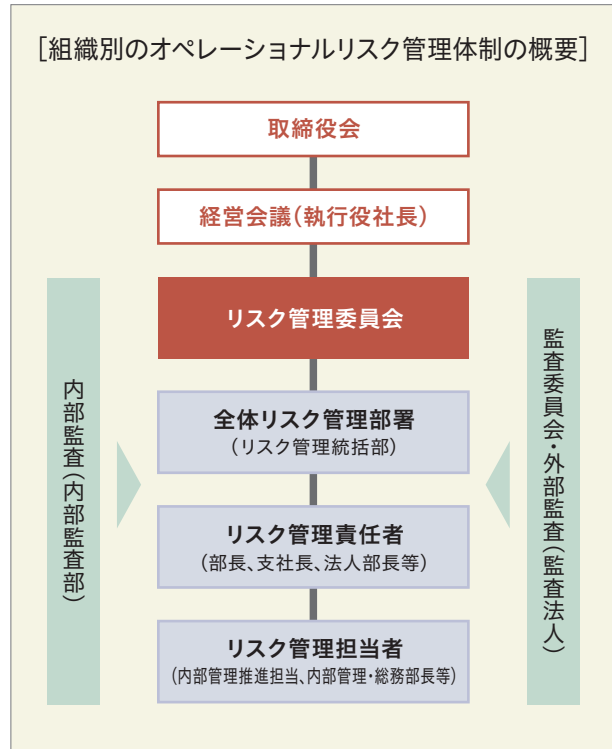 [組織別のオペレーショナルリスク管理体制の概要]
取締役会
経営会議(執行役社長)
リスク管理委員会
全体リスク管理部署
(リスク管理統括部)
リスク管理責任者
(部長、支社長、法人部長等)
リスク管理担当者
(内部管理推進担当、内部管理・総務部長等)
内部監査(内部監査部)
監査委員会・外部監査(監査法人)